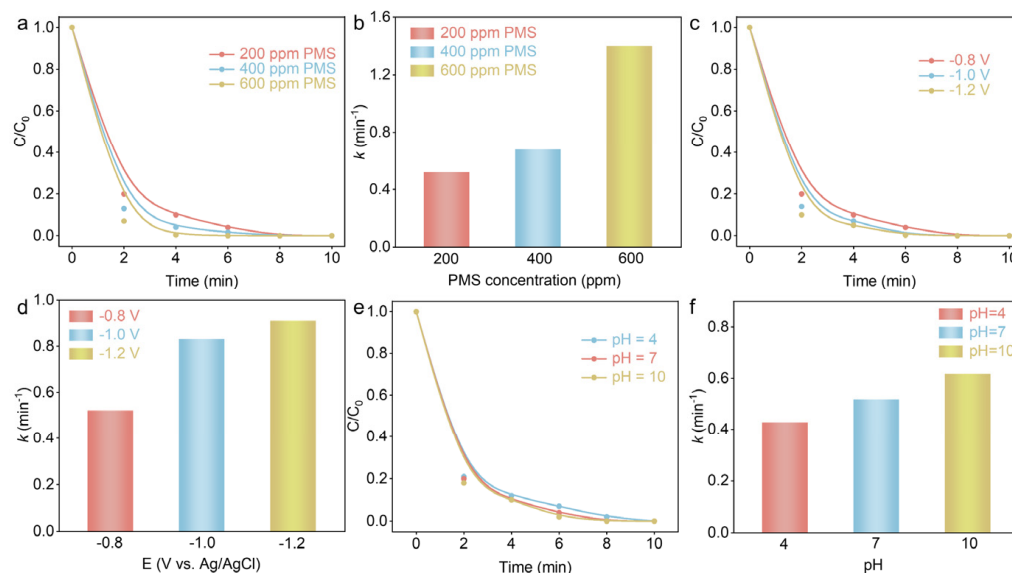 a
1.0
0.8
0.6
0.4
0.2
0.0
C/C₀
200 ppm PMS
400 ppm PMS
600 ppm PMS
0 2 4 6 8 10
Time (min)
b
1.6
1.2
0.8
0.4
0.0
k (min⁻¹)
200 ppm PMS
400 ppm PMS
600 ppm PMS
200 400 600
PMS concentration (ppm)
c
1.0
0.8
0.6
0.4
0.2
0.0
C/C₀
-0.8 V
-1.0 V
-1.2 V
0 2 4 6 8 10
Time (min)
d
1.0
0.8
0.6
0.4
0.2
0.0
k (min⁻¹)
-0.8 V
-1.0 V
-1.2 V
-0.8 -1.0 -1.2
E (V vs. Ag/AgCl)
e
1.0
0.8
0.6
0.4
0.2
0.0
C/C₀
pH = 4
pH = 7
pH = 10
0 2 4 6 8 10
Time (min)
f
0.8
0.6
0.4
0.2
0.0
k (min⁻¹)
pH=4
pH=7
pH=10
4 7 10
pH